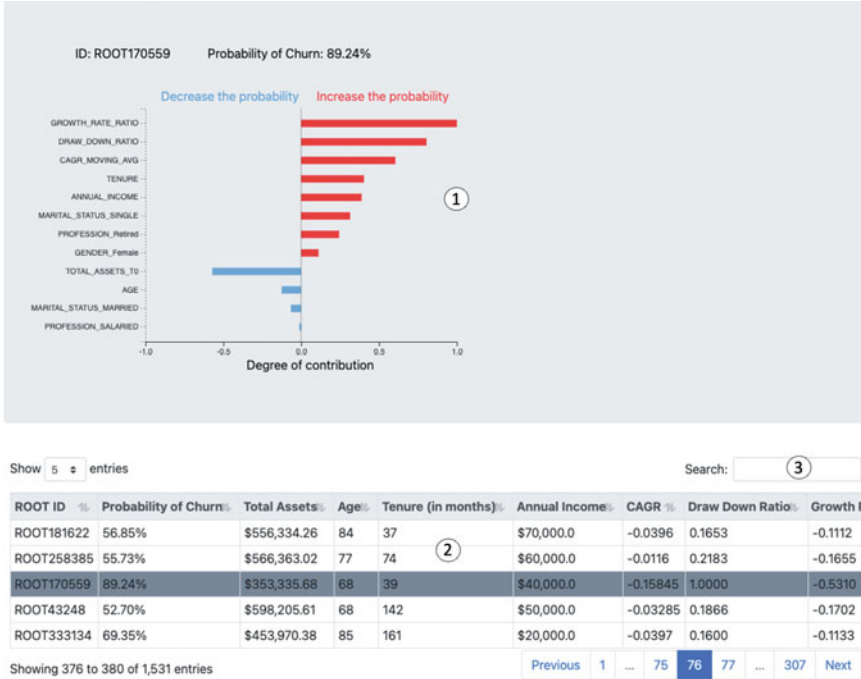 ID: ROOT170559 Probability of Churn: 89.24%
Decrease the probability Increase the probability
GROWTH_RATE_RATIO
DRAW_DOWN_RATIO
CAGR_MOVING_AVG
TENURE
ANNUAL_INCOME
1
MARITAL_STATUS_SINGLE
PROFESSION_Retired
GENDER_Female
TOTAL_ASSETS_T0
AGE
MARITAL_STATUS_MARRIED
PROFESSION_SALARIED
-1.0 -0.5 0.0 0.5 1.0
Degree of contribution
Show 5 entries Search: 3
ROOT ID Probability of Churn Total Assets Age Tenure (in months) Annual Income CAGR Draw Down Ratio Growth
ROOT181622 56.85% $556,334.26 84 37 $70,000.0 -0.0396 0.1653 -0.1112
2
ROOT258385 55.73% $566,363.02 77 74 $60,000.0 -0.0116 0.2183 -0.1655
ROOT170559 89.24% $353,335.68 68 39 $40,000.0 -0.15845 1.0000 -0.5310
ROOT43248 52.70% $598,205.61 68 142 $50,000.0 -0.03285 0.1866 -0.1702
ROOT333134 69.35% $453,970.38 85 161 $20,000.0 -0.0397 0.1600 -0.1133
Showing 376 to 380 of 1,531 entries Previous 1 ... 75 76 77 ... 307 Next